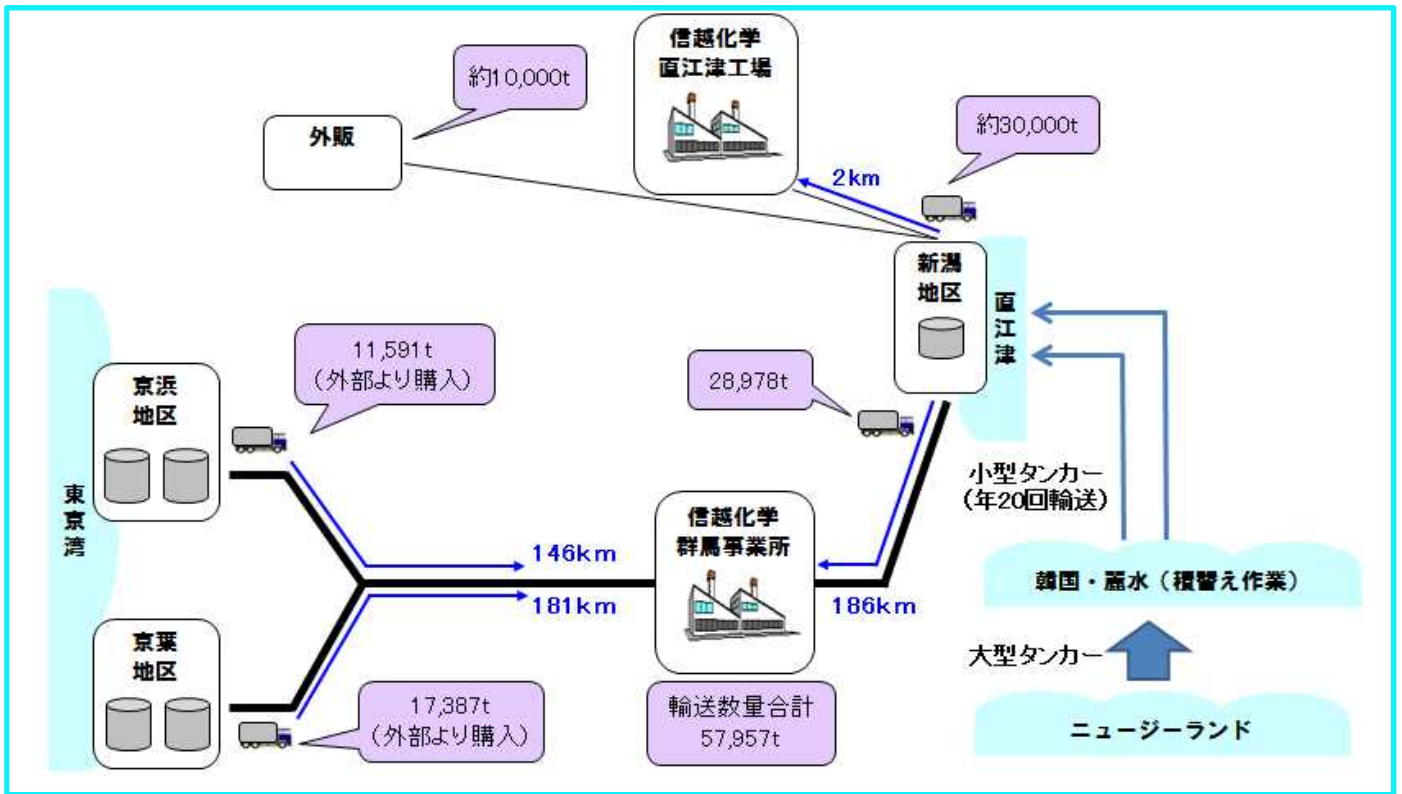 信越化学
直江津工場
約10,000t
外販
約30,000t
2km
新潟
地区
直江津
11,591t
（外部より購入）
京浜
地区
28,978t
東京湾
小型タンカー
（年20回輸送）
信越化学
群馬事業所
146km
181km
186km
韓国・麗水（積替え作業）
京葉
地区
大型タンカー
17,387t
（外部より購入）
輸送数量合計
57,957t
ニュージーランド